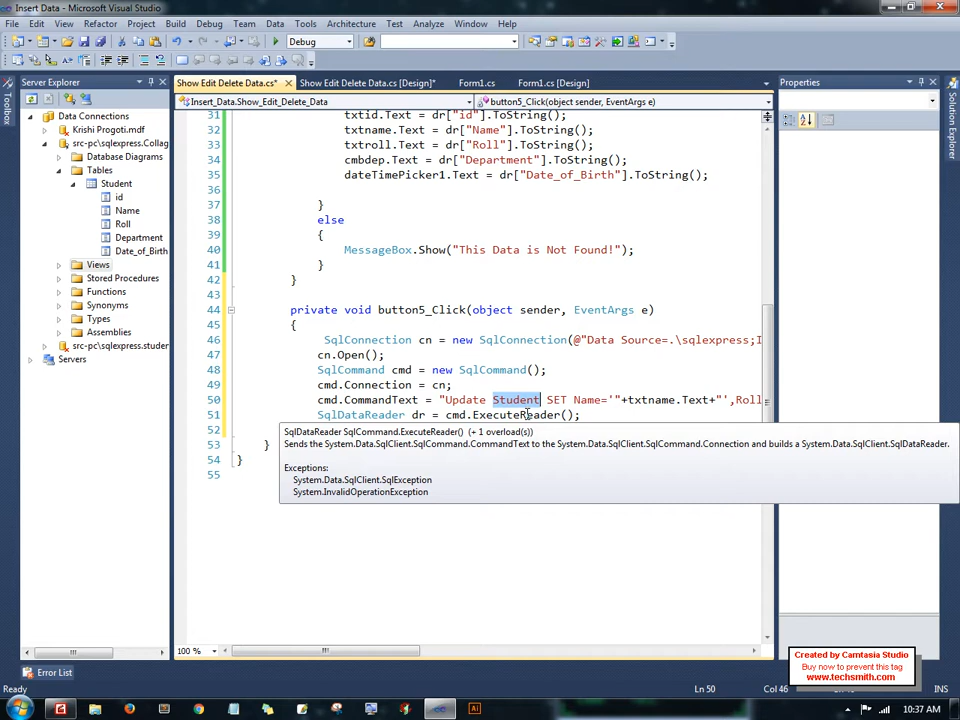 Insert Data - Microsoft Visual Studio
File Edit View Refactor Project Build Debug Team Data Tools Architecture Test Analyze Window Help
Debug
Server Explorer
Show Edit Delete Data.cs* Show Edit Delete Data.cs [Design]* Form1.cs Form1.cs [Design]
Properties
Toolbox
Solution Explorer
Insert_Data.Show_Edit_Delete_Data
button5_Click(object sender, EventArgs e)
Data Connections
Krishi Progoti.mdf
src-pc\sqlexpress.Collag
Database Diagrams
Tables
Student
id
Name
Roll
Department
Date_of_Birth
Views
Stored Procedures
Functions
Synonyms
Types
Assemblies
src-pc\sqlexpress.studer
Servers
31 txtid.Text = dr["id"].ToString();
32 txtname.Text = dr["Name"].ToString();
33 txtroll.Text = dr["Roll"].ToString();
34 cmbdep.Text = dr["Department"].ToString();
35 dateTimePicker1.Text = dr["Date_of_Birth"].ToString();
36
37 }
38 else
39 {
40 MessageBox.Show("This Data is Not Found!");
41 }
42 }
43
44 private void button5_Click(object sender, EventArgs e)
45 {
46 SqlConnection cn = new SqlConnection(@"Data Source=.\sqlexpress;I
47 cn.Open();
48 SqlCommand cmd = new SqlCommand();
49 cmd.Connection = cn;
50 cmd.CommandText = "Update Student SET Name='"+txtname.Text+"',Roll
51 SqlDataReader dr = cmd.ExecuteReader();
52
53 }
54 }
55
SqlDataReader SqlCommand.ExecuteReader() (+ 1 overload(s))
Sends the System.Data.SqlClient.SqlCommand.CommandText to the System.Data.SqlClient.SqlCommand.Connection and builds a System.Data.SqlClient.SqlDataReader.
Exceptions:
System.Data.SqlClient.SqlException
System.InvalidOperationException
100 %
Error List
Ready
Ln 50
INS
Created by Camtasia Studio
Buy now to prevent this tag
www.techsmith.com
10:37 AM